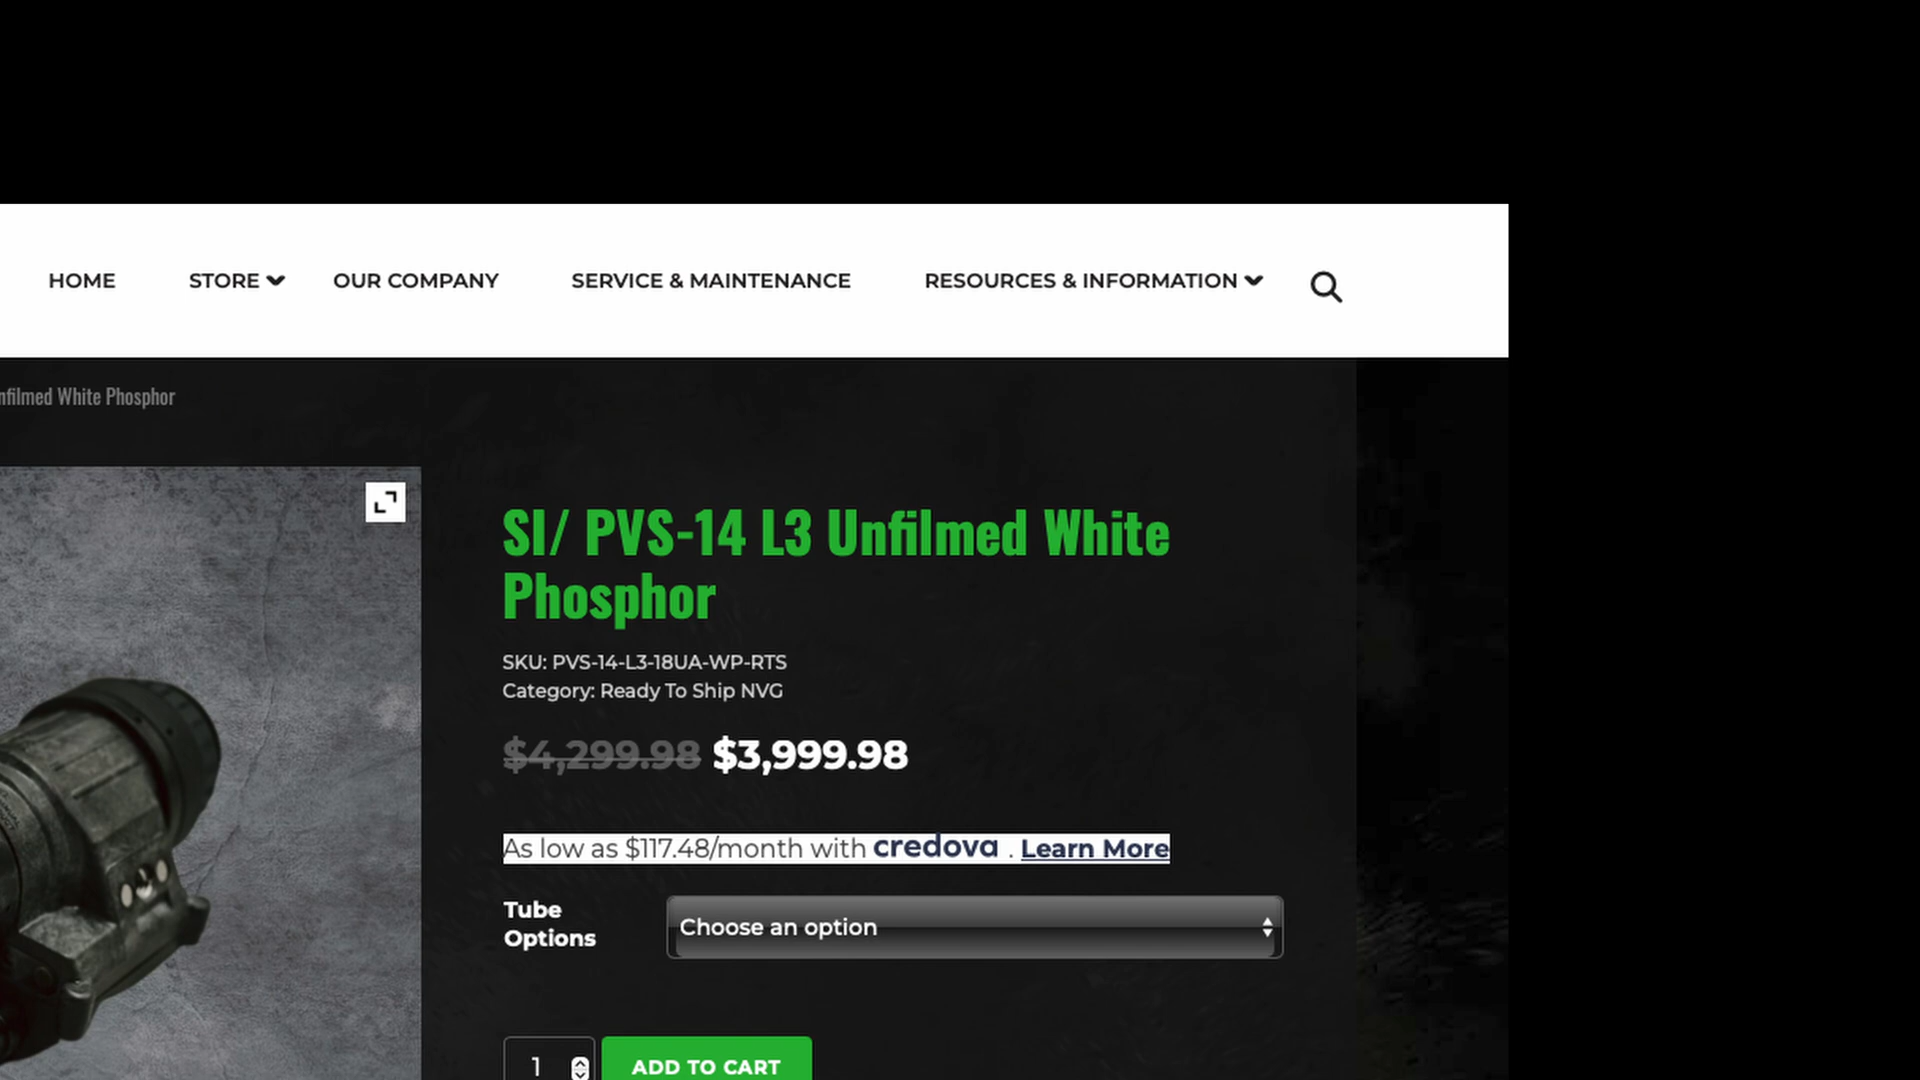 HOME STORE OUR COMPANY SERVICE & MAINTENANCE RESOURCES & INFORMATION
nfilmed White Phosphor
SI/ PVS-14 L3 Unfilmed White
Phosphor
SKU: PVS-14-L3-18UA-WP-RTS
Category: Ready To Ship NVG
$4,299.98 $3,999.98
As low as $117.48/month with credova . Learn More
Tube
Options
Choose an option
1 ADD TO CART